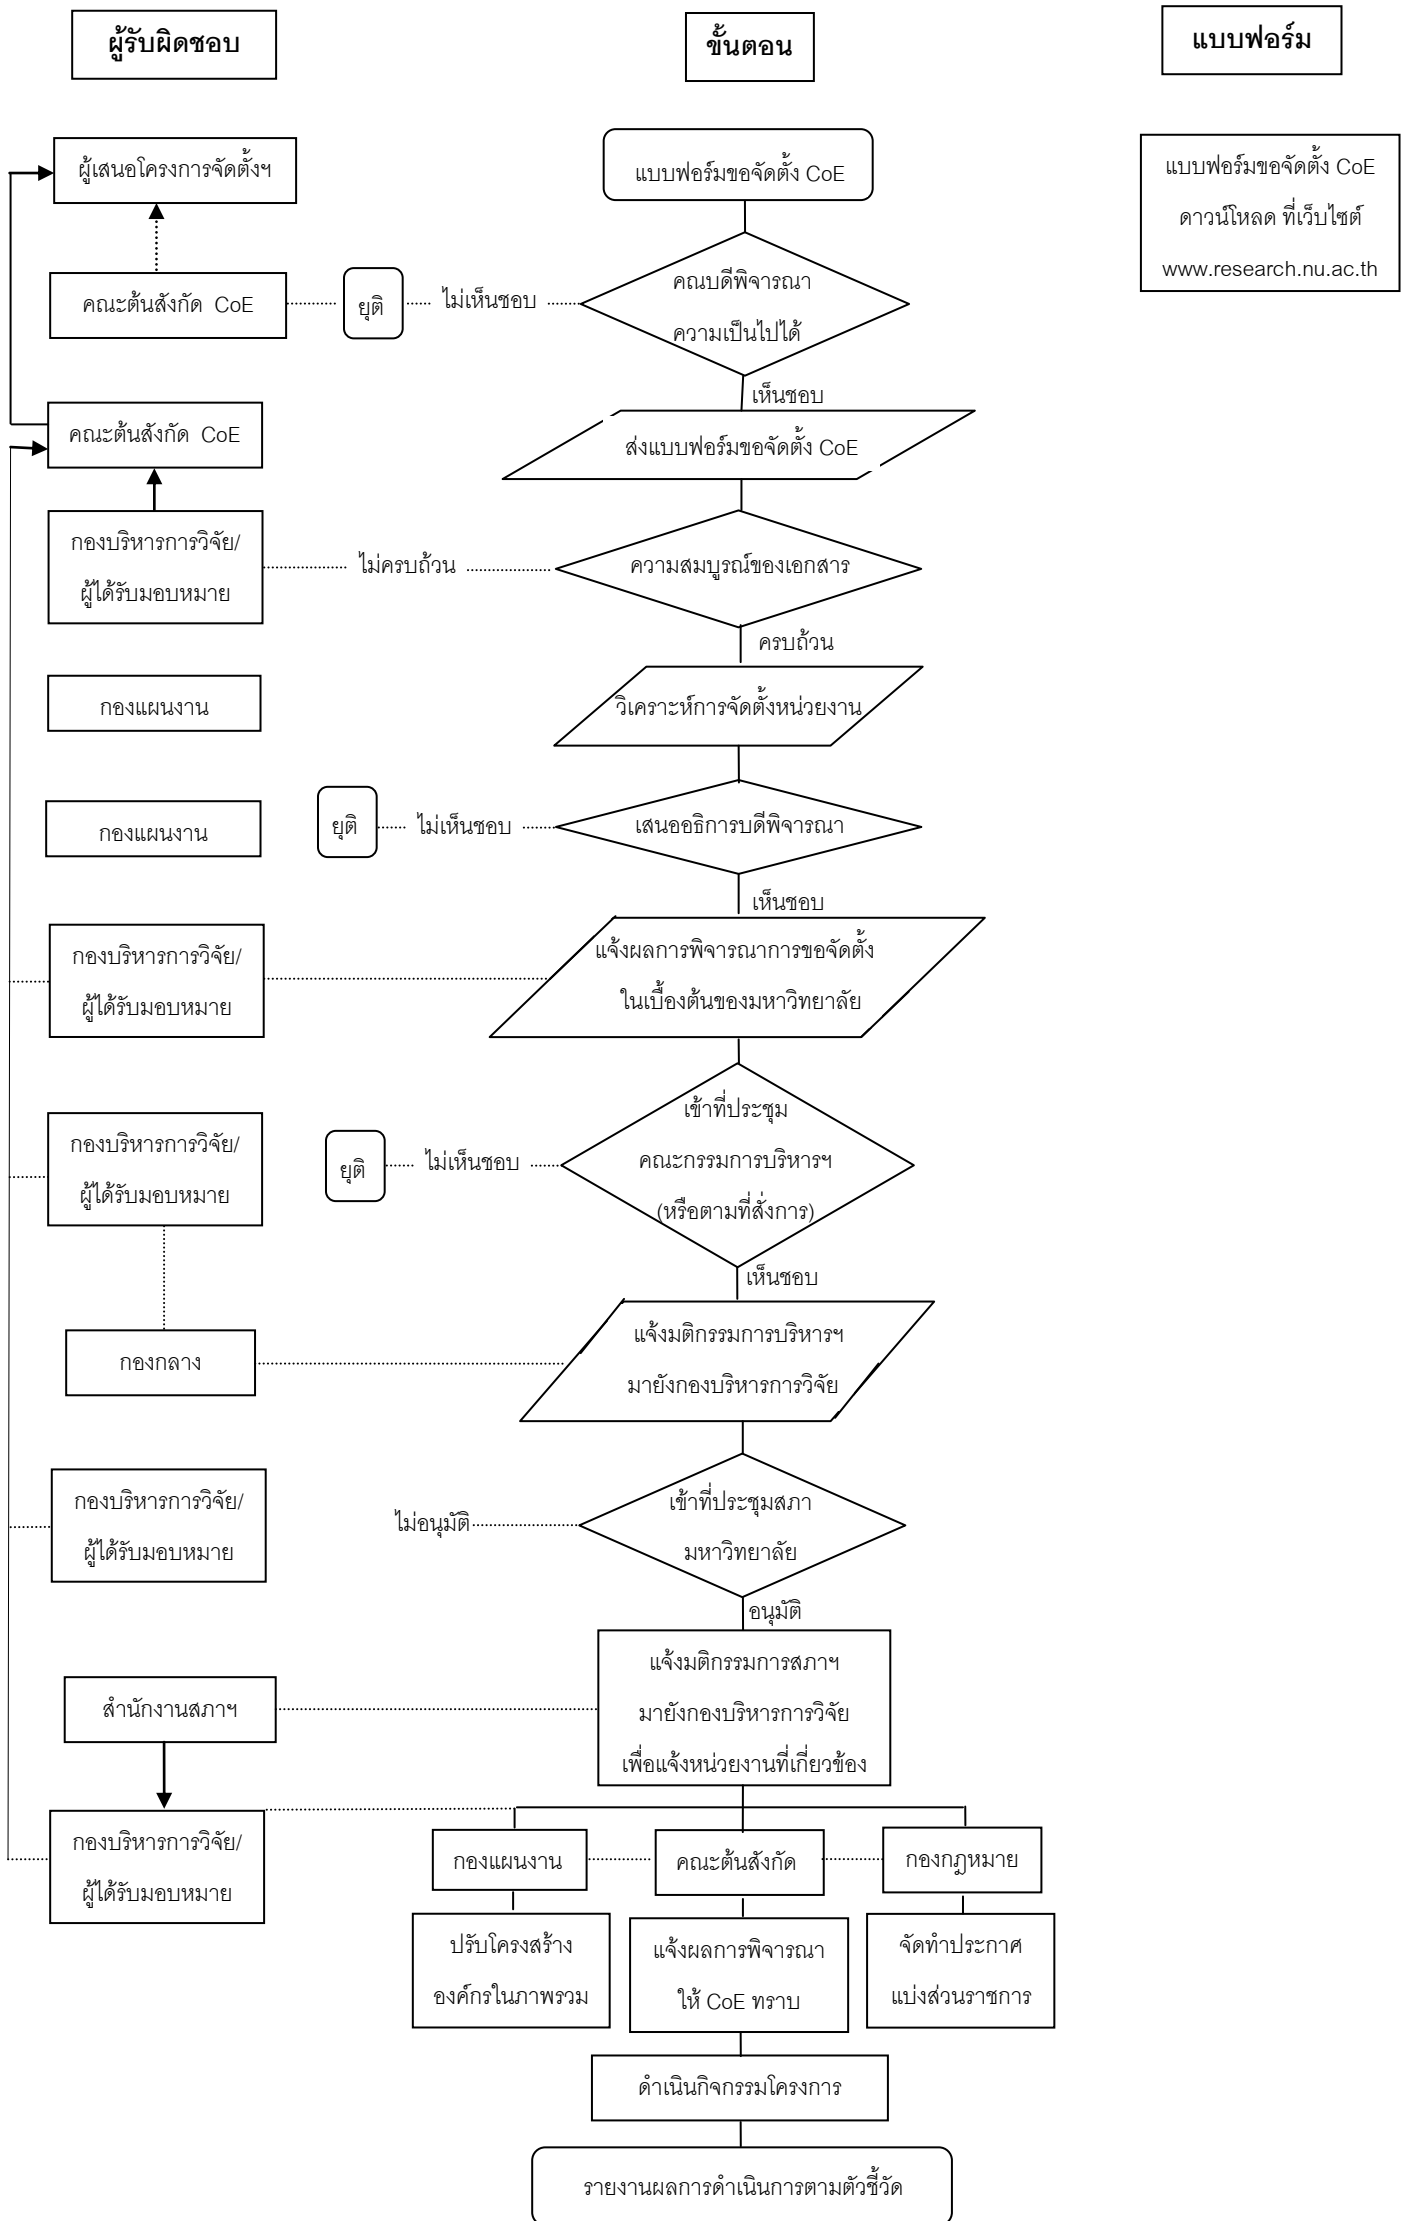 ผู้รับผิดชอบ
ขั้นตอน
แบบฟอร์ม
ผู้เสนอโครงการจัดตั้งฯ
แบบฟอร์มขอจัดตั้ง CoE
แบบฟอร์มขอจัดตั้ง CoE
ดาวน์โหลด ที่เว็บไซต์
www.research.nu.ac.th
คณะต้นสังกัด CoE
ยุติ
ไม่เห็นชอบ
คณบดีพิจารณา
ความเป็นไปได้
เห็นชอบ
คณะต้นสังกัด CoE
ส่งแบบฟอร์มขอจัดตั้ง CoE
กองบริหารการวิจัย/
ผู้ได้รับมอบหมาย
ไม่ครบถ้วน
ความสมบูรณ์ของเอกสาร
ครบถ้วน
กองแผนงาน
วิเคราะห์การจัดตั้งหน่วยงาน
กองแผนงาน
ยุติ
ไม่เห็นชอบ
เสนออธิการบดีพิจารณา
เห็นชอบ
กองบริหารการวิจัย/
ผู้ได้รับมอบหมาย
แจ้งผลการพิจารณาการขอจัดตั้ง
ในเบื้องต้นของมหาวิทยาลัย
กองบริหารการวิจัย/
ผู้ได้รับมอบหมาย
ยุติ
ไม่เห็นชอบ
เข้าที่ประชุม
คณะกรรมการบริหารฯ
(หรือตามที่สั่งการ)
เห็นชอบ
กองกลาง
แจ้งมติกรรมการบริหารฯ
มายังกองบริหารการวิจัย
กองบริหารการวิจัย/
ผู้ได้รับมอบหมาย
ไม่อนุมัติ
เข้าที่ประชุมสภา
มหาวิทยาลัย
อนุมัติ
สำนักงานสภาฯ
แจ้งมติกรรมการสภาฯ
มายังกองบริหารการวิจัย
เพื่อแจ้งหน่วยงานที่เกี่ยวข้อง
กองบริหารการวิจัย/
ผู้ได้รับมอบหมาย
กองแผนงาน
คณะต้นสังกัด
กองกฎหมาย
ปรับโครงสร้าง
องค์กรในภาพรวม
แจ้งผลการพิจารณา
ให้ CoE ทราบ
จัดทำประกาศ
แบ่งส่วนราชการ
ดำเนินกิจกรรมโครงการ
รายงานผลการดำเนินการตามตัวชี้วัด